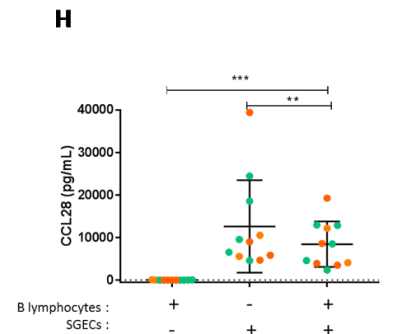 H
***
**
40000
30000
20000
10000
0
CCL28 (pg/mL)
B lymphocytes : + - +
SGECs : - + +